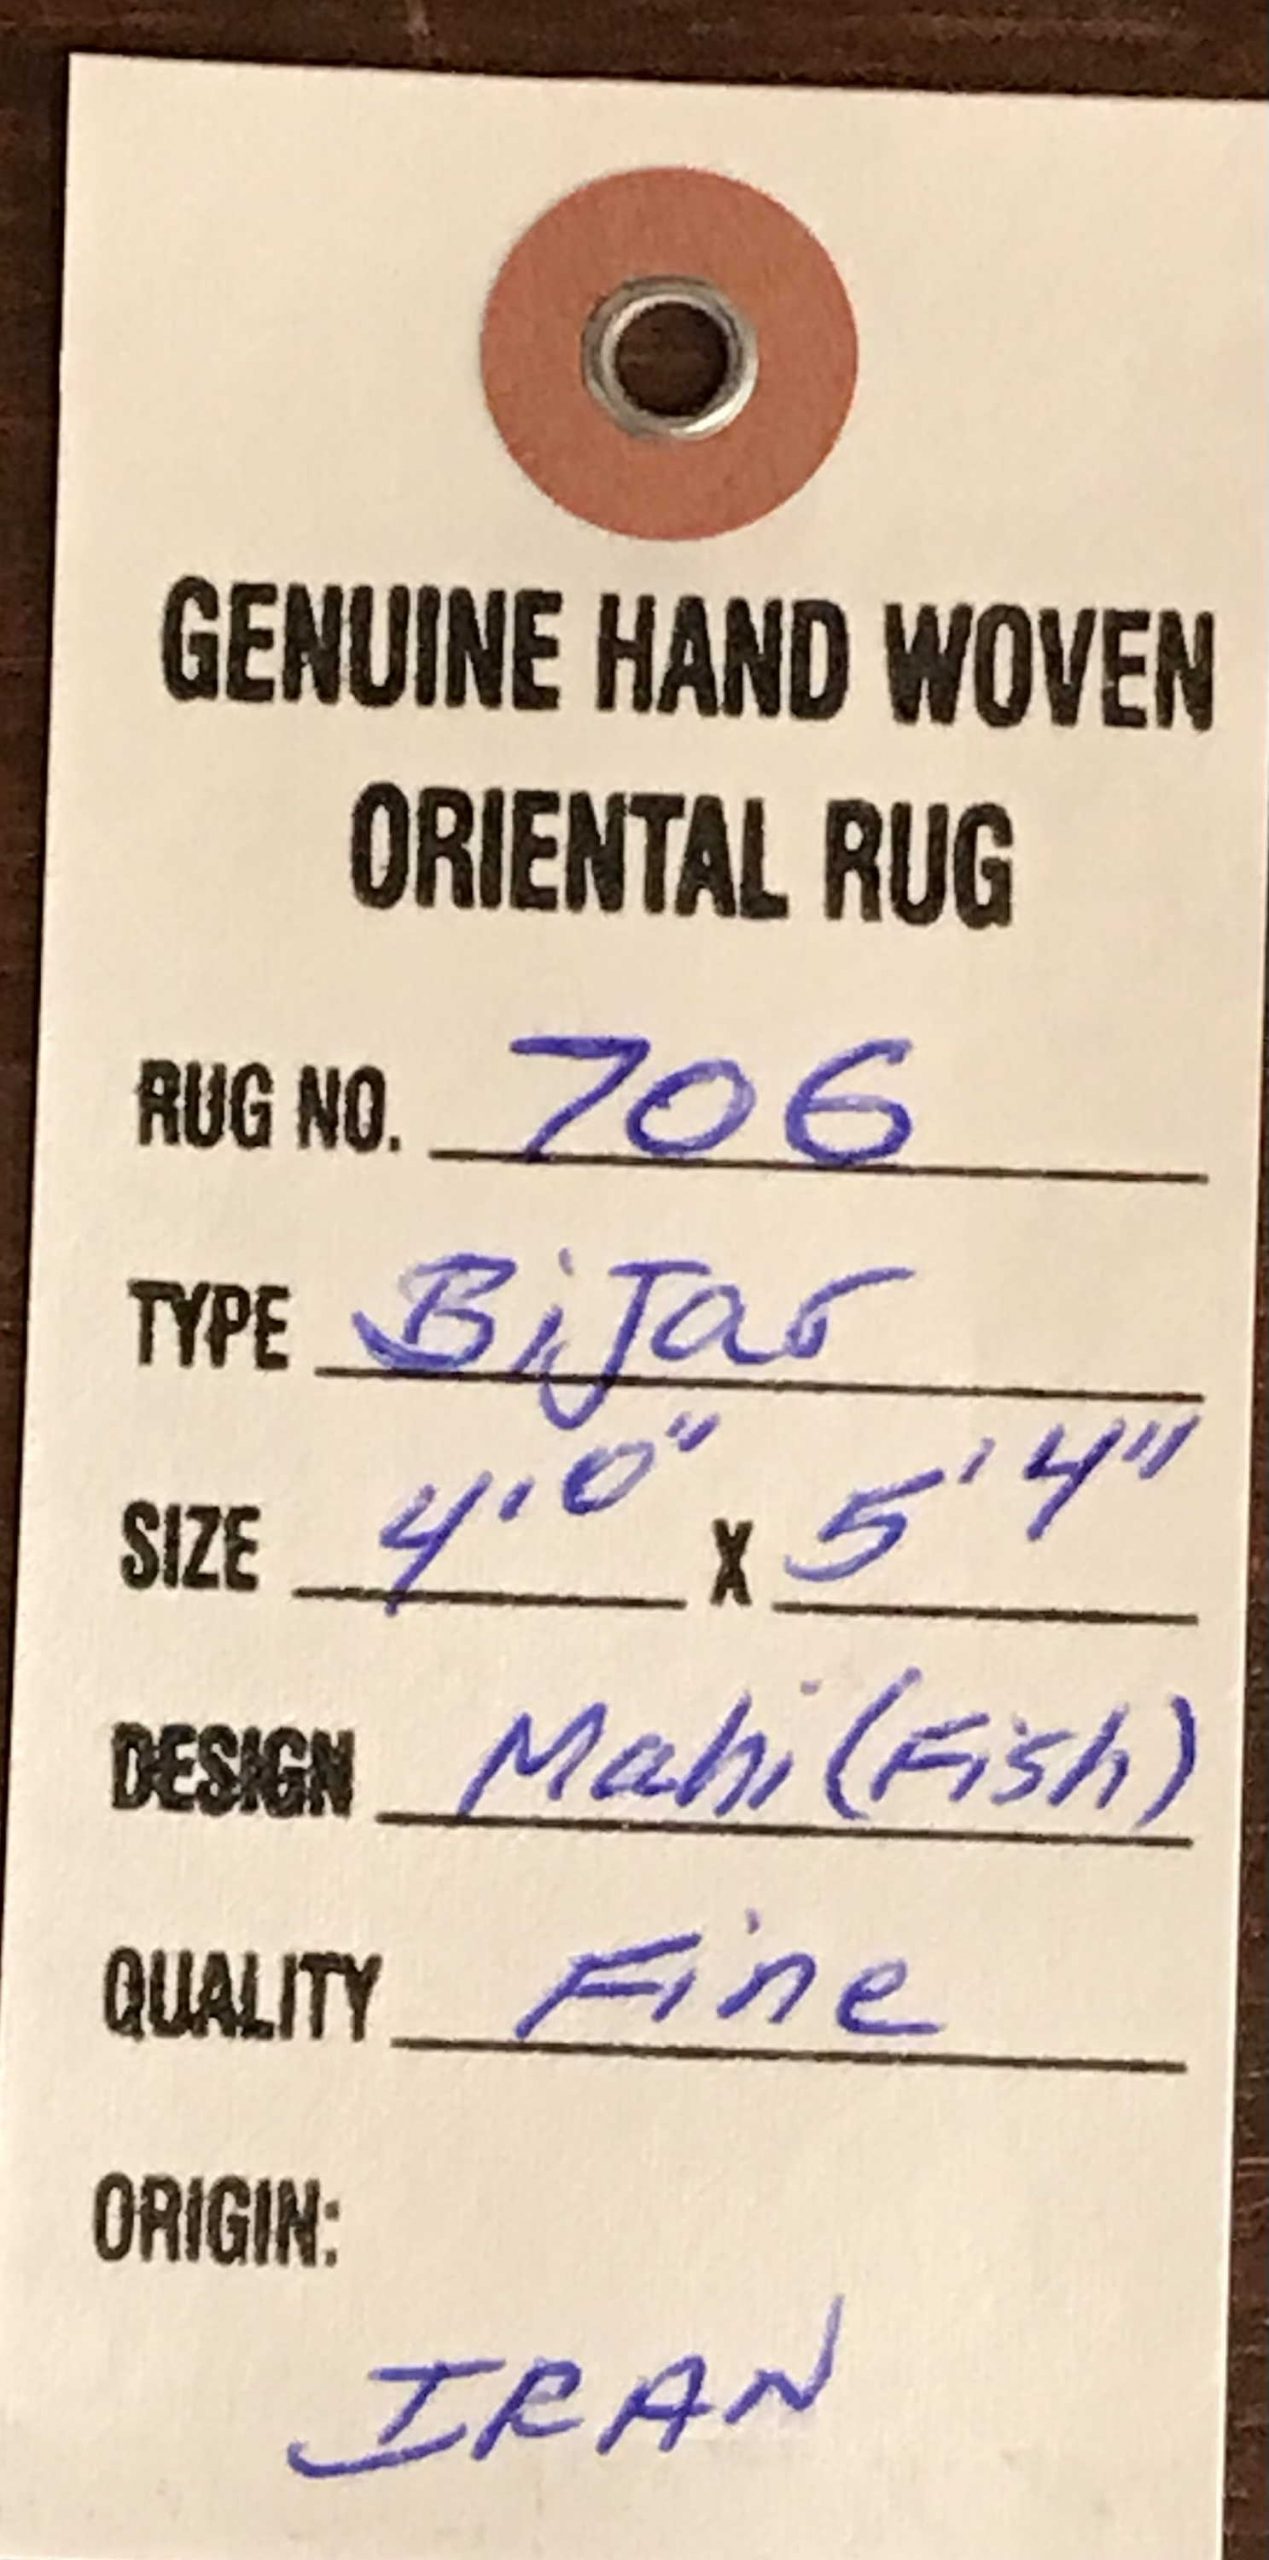 GENUINE HAND WOVEN
ORIENTAL RUG
RUG NO. 706
TYPE BiJar
SIZE 4'0" X 5'4"
DESIGN Mahi (Fish)
QUALITY Fine
ORIGIN:
IRAN